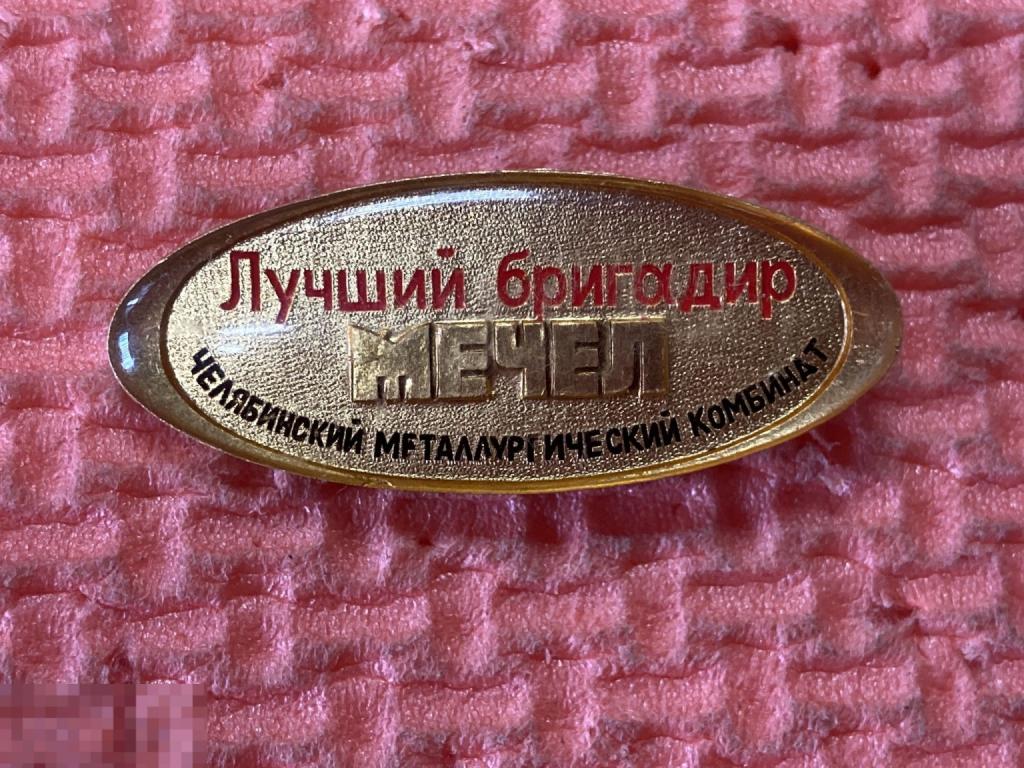 Лучший бригадир
МЕЧЕЛ
ЧЕЛЯБИНСКИЙ МЕТАЛЛУРГИЧЕСКИЙ КОМБИНАТ